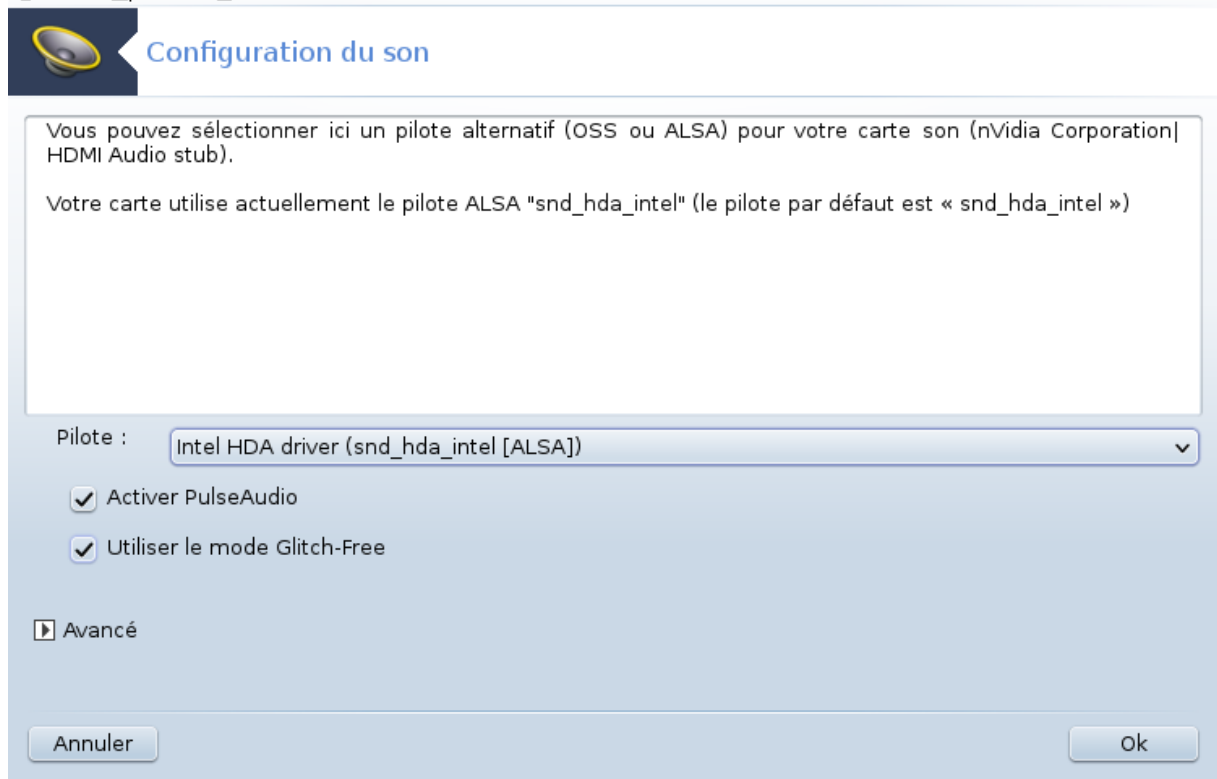 Configuration du son
Vous pouvez sélectionner ici un pilote alternatif (OSS ou ALSA) pour votre carte son (nVidia Corporation|
HDMI Audio stub).
Votre carte utilise actuellement le pilote ALSA "snd_hda_intel" (le pilote par défaut est « snd_hda_intel »)
Pilote :
Intel HDA driver (snd_hda_intel [ALSA])
Activer PulseAudio
Utiliser le mode Glitch-Free
Avancé
Annuler
Ok